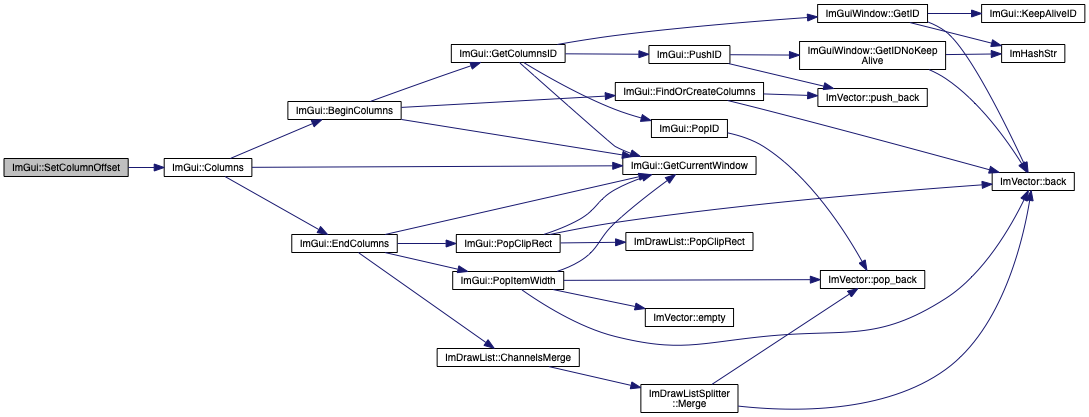 ImGui::SetColumnOffset
ImGui::Columns
ImGui::BeginColumns
ImGui::EndColumns
ImGui::GetColumnsID
ImGui::PopClipRect
ImGui::PopItemWidth
ImDrawList::ChannelsMerge
ImGui::PushID
ImGui::FindOrCreateColumns
ImGui::PopID
ImGui::GetCurrentWindow
ImDrawList::PopClipRect
ImVector::empty
ImDrawListSplitter
::Merge
ImGuiWindow::GetID
ImGuiWindow::GetIDNoKeep
Alive
ImVector::push_back
ImVector::pop_back
ImGui::KeepAliveID
ImHashStr
ImVector::back